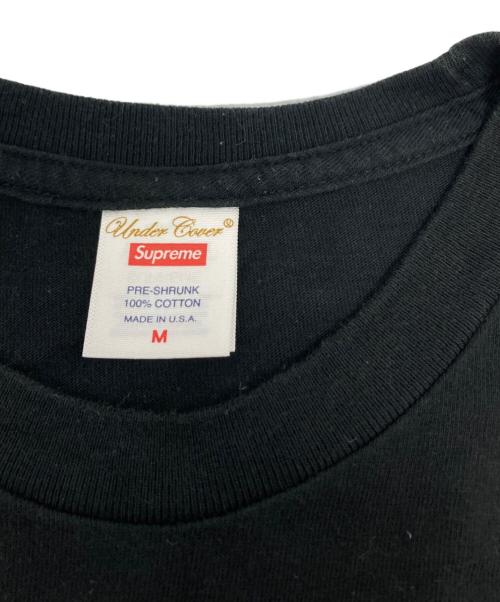 Under Cover®
Supreme
PRE-SHRUNK
100% COTTON
MADE IN U.S.A.
M